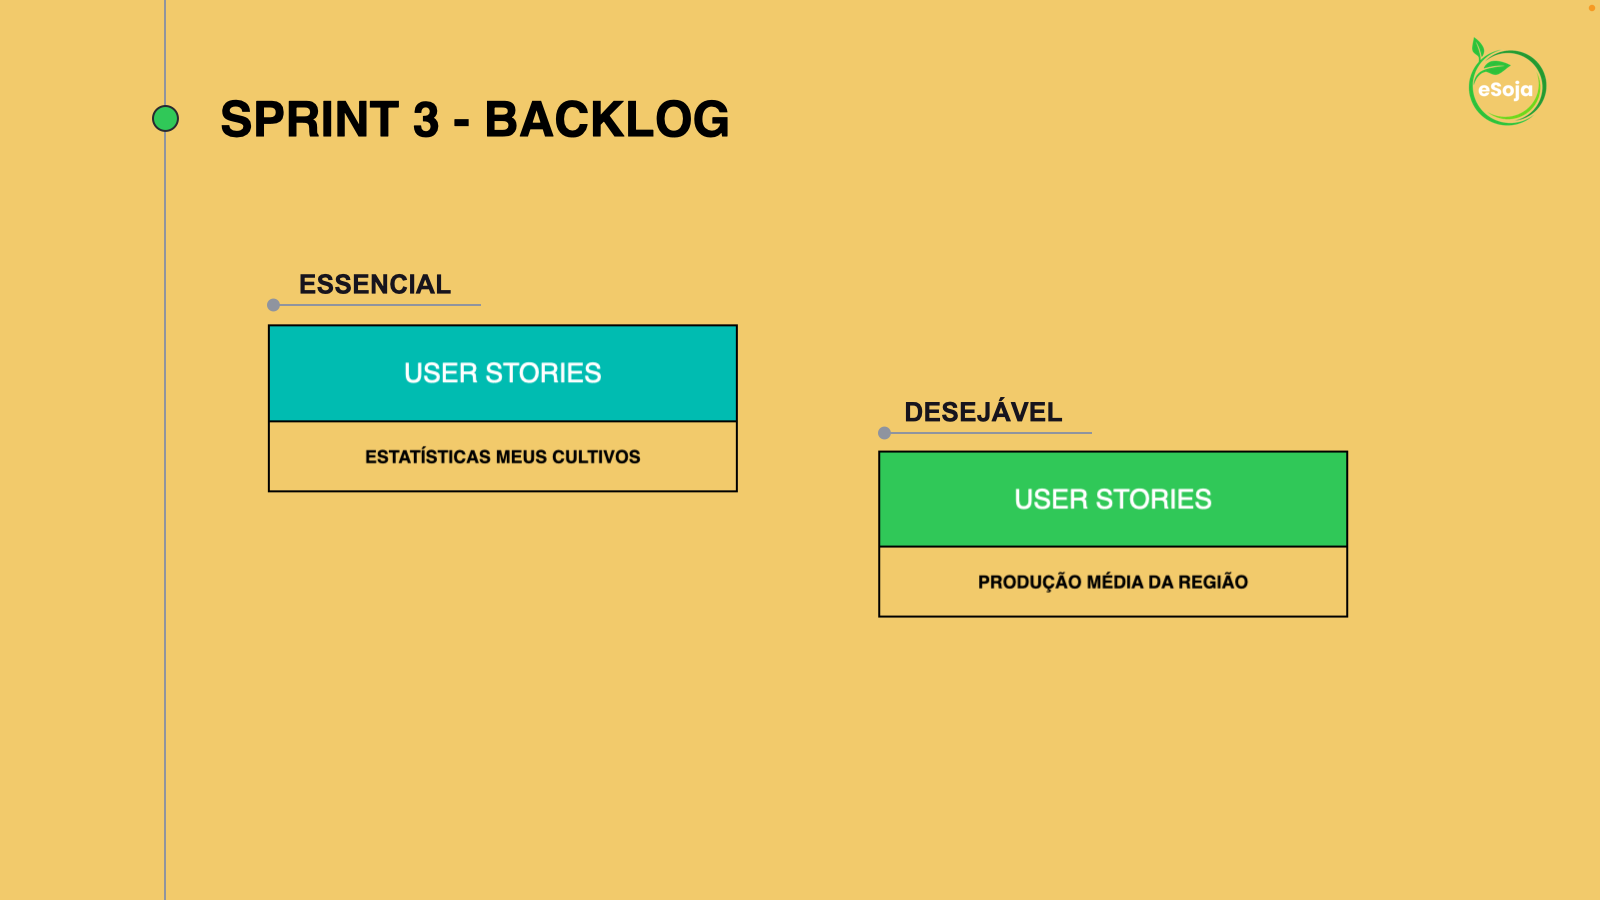 SPRINT 3 - BACKLOG
eSoja
ESSENCIAL
USER STORIES
ESTATÍSTICAS MEUS CULTIVOS
DESEJÁVEL
USER STORIES
PRODUÇÃO MÉDIA DA REGIÃO